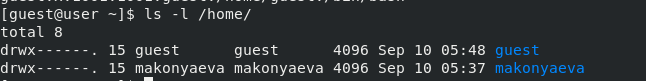 [guest@user ~]$ ls -l /home/
total 8
drwx------. 15 guest      guest      4096 Sep 10 05:48 guest
drwx------. 15 makonyaeva makonyaeva 4096 Sep 10 05:37 makonyaeva